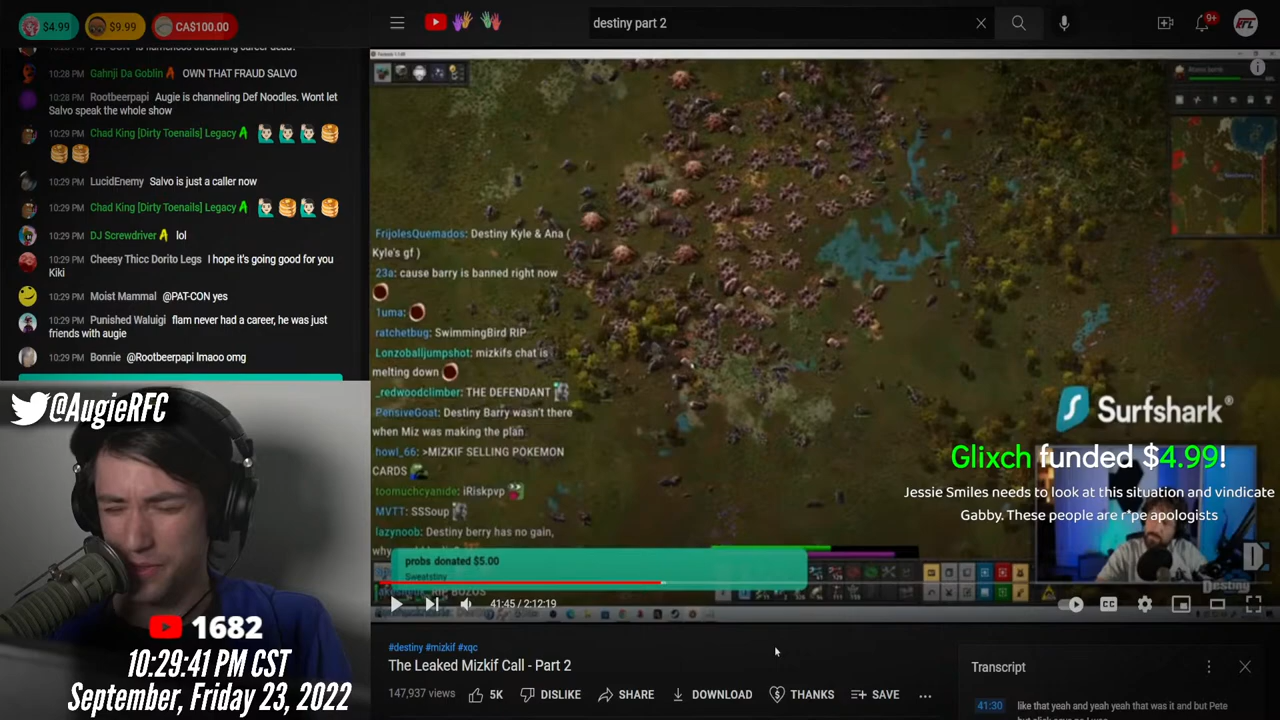 $4.99 $9.99 CA$100.00
destiny part 2
9+
RFC
10:28 PM Gahnji Da Goblin OWN THAT FRAUD SALVO
10:28 PM Rootbeerpapi Augie is channeling Def Noodles. Wont let
Salvo speak the whole show
10:29 PM Chad King [Dirty Toenails] Legacy
10:29 PM LucidEnemy Salvo is just a caller now
10:29 PM Chad King [Dirty Toenails] Legacy
10:29 PM DJ Screwdriver lol
10:29 PM Cheesy Thicc Dorito Legs I hope it's going good for you
Kiki
10:29 PM Moist Mammal @PAT-CON yes
10:29 PM Punished Waluigi flam never had a career, he was just
friends with augie
10:29 PM Bonnie @Rootbeerpapi lmaoo omg
@AugieRFC
1682
10:29:41 PM CST
September, Friday 23, 2022
FrijolesQuemados: Destiny Kyle & Ana (
Kyle's gf )
23a: cause barry is banned right now
1uma:
ratchetbug: SwimmingBird RIP
Lonzoballjumpshot: mizkifs chat is
melting down
_redwoodclimber: THE DEFENDANT
PensiveGoat: Destiny Barry wasn't there
when Miz was making the plan
howl_66: >MIZKIF SELLING POKEMON
CARDS
toomuchcyanide: iRiskpvp
MVTT: SSSoup
lazynoob: Destiny berry has no gain,
probs donated $5.00
Sweatstiny
Surfshark®
Glixch funded $4.99!
Jessie Smiles needs to look at this situation and vindicate
Gabby. These people are r*pe apologists
Destiny
41:45 / 2:12:19
#destiny #mizkif #xqc
The Leaked Mizkif Call - Part 2
147,937 views 5K DISLIKE SHARE DOWNLOAD THANKS SAVE
Transcript
41:30 like that yeah and yeah yeah that was it and but Pete